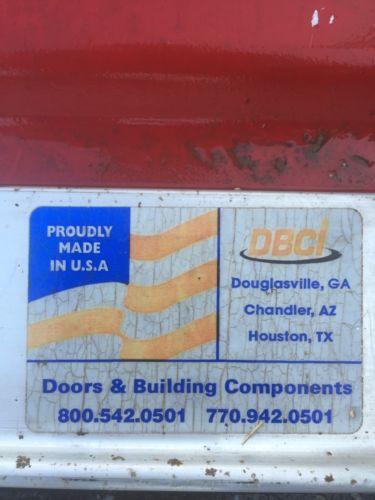 PROUDLY
MADE
IN U.S.A
DBCI
Douglasville, GA
Chandler, AZ
Houston, TX
Doors & Building Components
800.542.0501 770.942.0501